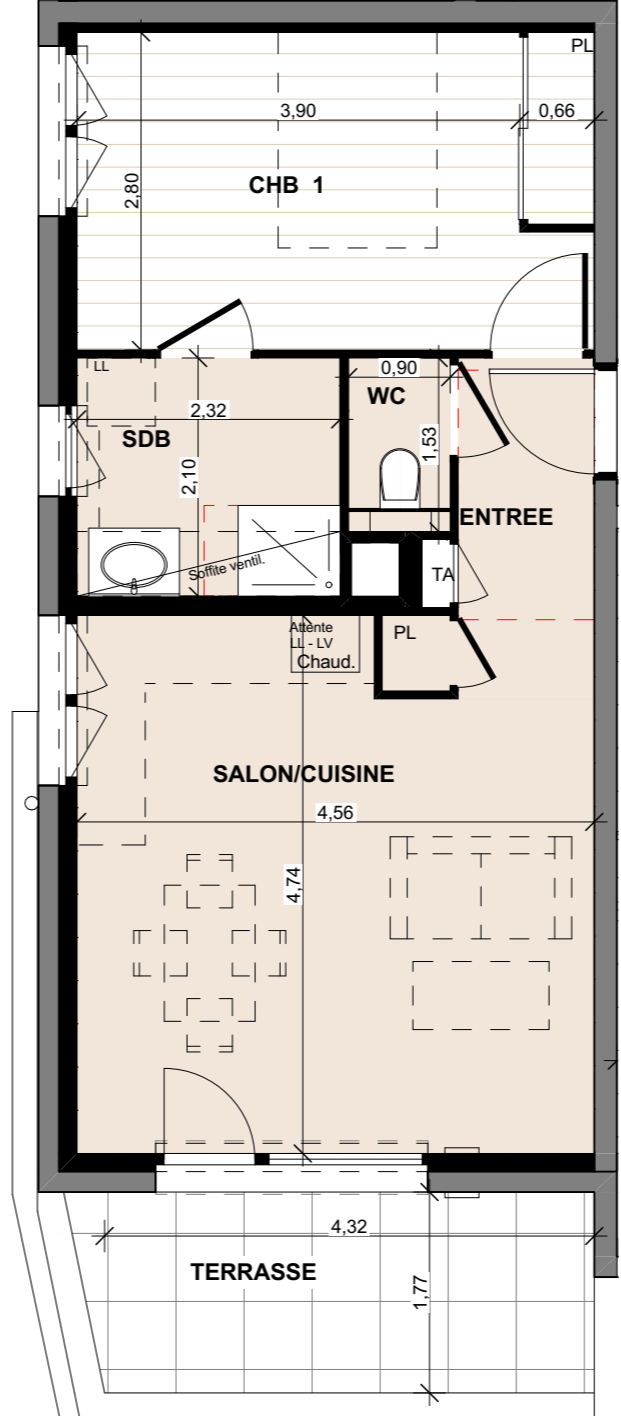 PL
3,90
0,66
CHB 1
2,80
LL
0,90
WC
2,32
SDB
1,53
2,10
ENTREE
Soffite ventil.
TA
Attente
LL - LV
Chaud.
PL
SALON/CUISINE
4,56
4,74
4,32
TERRASSE
1,77